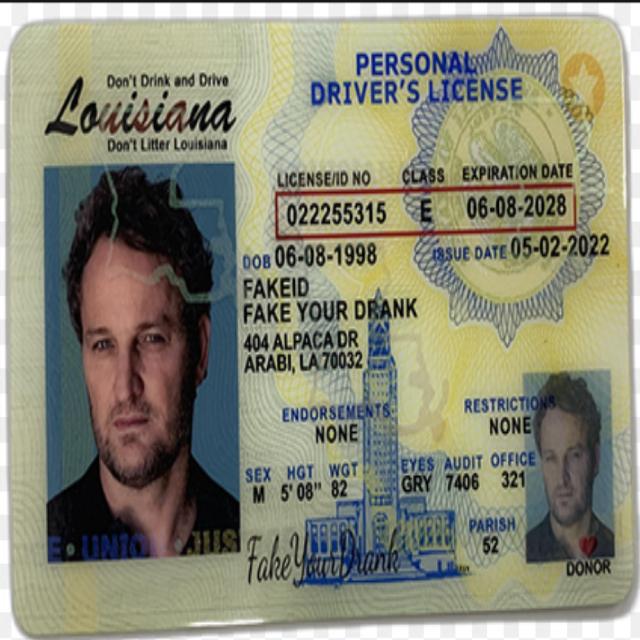 Don't Drink and Drive
Louisiana
Don't Litter Louisiana
PERSONAL
DRIVER'S LICENSE
LICENSE/ID NO CLASS EXPIRATION DATE
022255315 E 06-08-2028
DOB 06-08-1998 ISSUE DATE 05-02-2022
FAKEID
FAKE YOUR DRANK
404 ALPACA DR
ARABI, LA 70032
ENDORSEMENTS
NONE
RESTRICTIONS
NONE
SEX HGT WGT EYES AUDIT OFFICE
M 5'08" 82 GRY 7406 321
PARISH
52
E • UNIO JUS
FakeYourDrank
DONOR